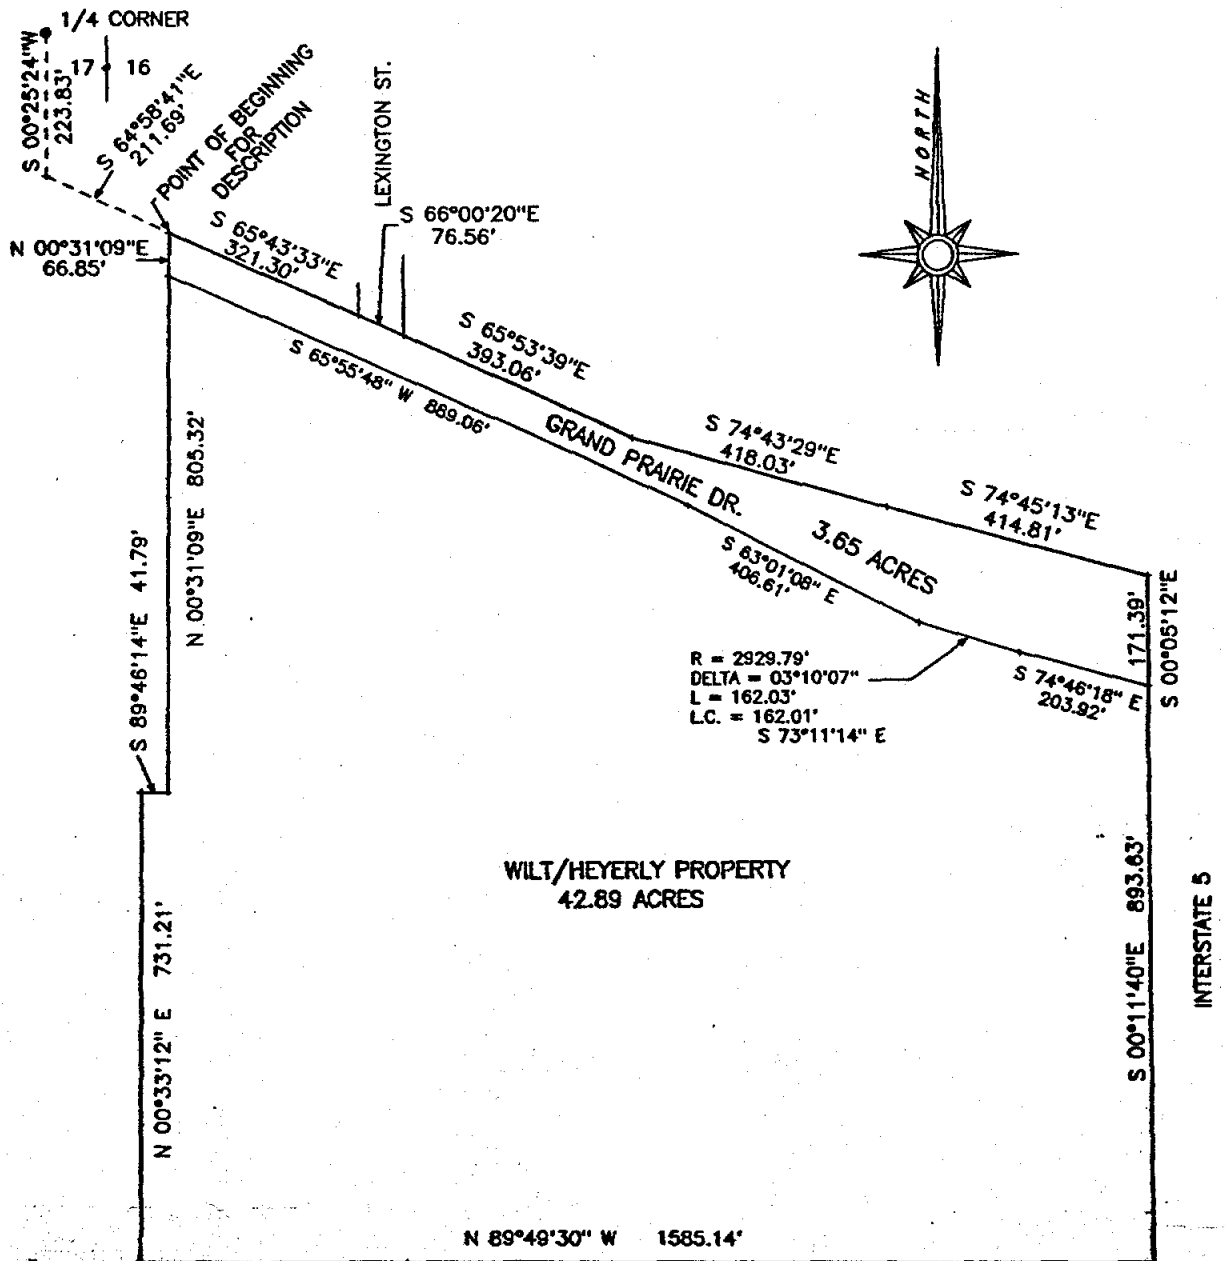 1/4 CORNER
17
16
S 00°25'24"W
223.83'
S 64°58'41"E
211.69'
POINT OF BEGINNING
FOR
DESCRIPTION
LEXINGTON ST.
NORTH
N 00°31'09"E
66.85'
S 65°43'33"E
321.30'
S 66°00'20"E
76.56'
S 65°53'39"E
393.06'
S 65°55'48" W 889.06'
GRAND PRAIRIE DR.
S 74°43'29"E
418.03'
S 74°45'13"E
414.81'
3.65 ACRES
S 63°01'08" E
406.61'
171.39'
S 00°05'12"E
N 00°31'09"E 805.32'
S 89°46'14"E 41.79'
R = 2929.79'
DELTA = 03°10'07"
L = 162.03'
L.C. = 162.01'
S 73°11'14" E
S 74°46'18" E
203.92'
WILT/HEYERLY PROPERTY
42.89 ACRES
N 00°33'12" E 731.21'
S 00°11'40"E 893.83'
INTERSTATE 5
N 89°49'30" W 1585.14'